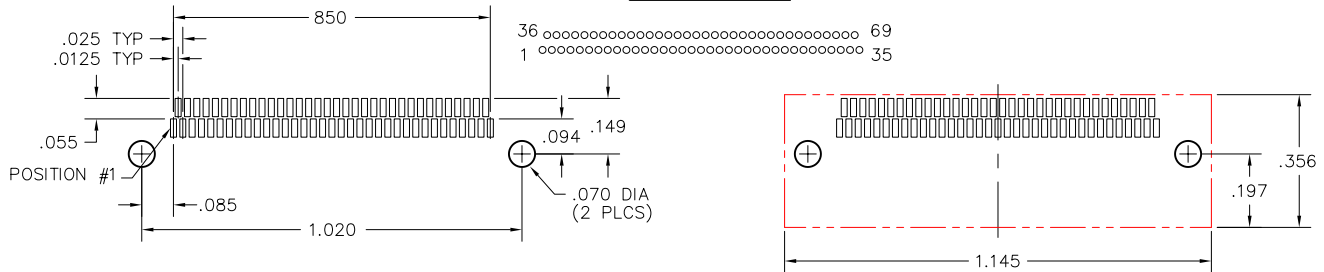 850
.025 TYP
.0125 TYP
36
69
1
35
.055
.094
.149
POSITION #1
.085
.070 DIA
(2 PLCS)
1.020
.356
.197
1.145